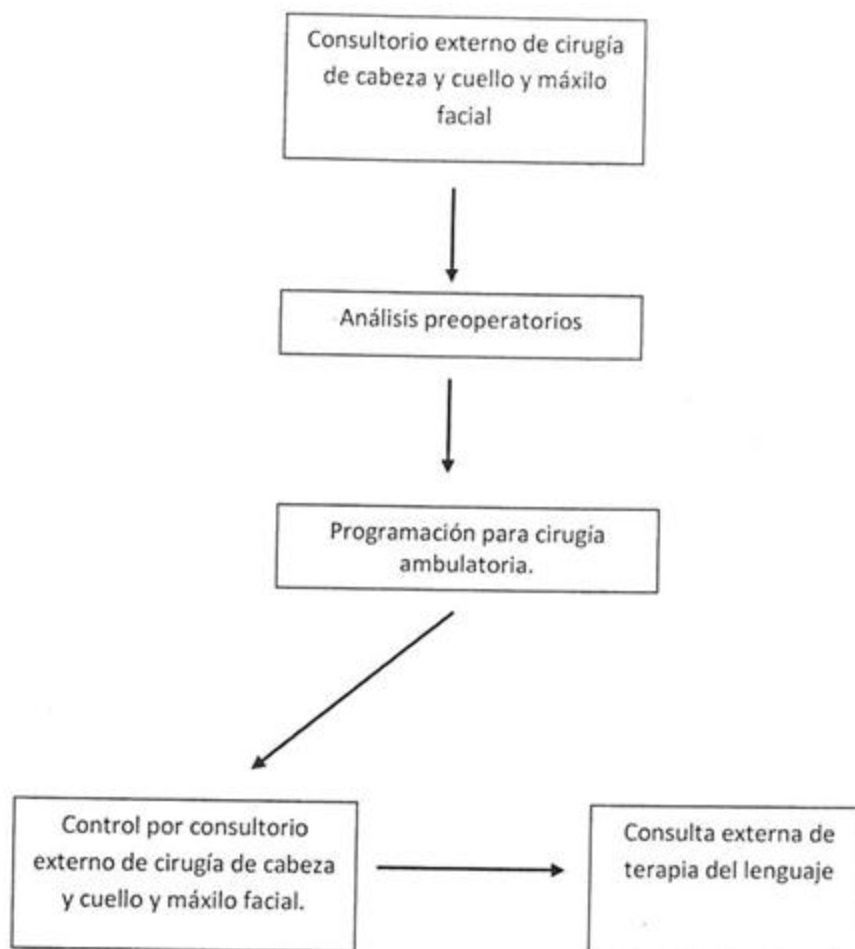 Consultorio externo de cirugía
de cabeza y cuello y máxilo
facial
Análisis preoperatorios
Programación para cirugía
ambulatoria.
Control por consultorio
externo de cirugía de cabeza
y cuello y máxilo facial.
Consulta externa de
terapia del lenguaje